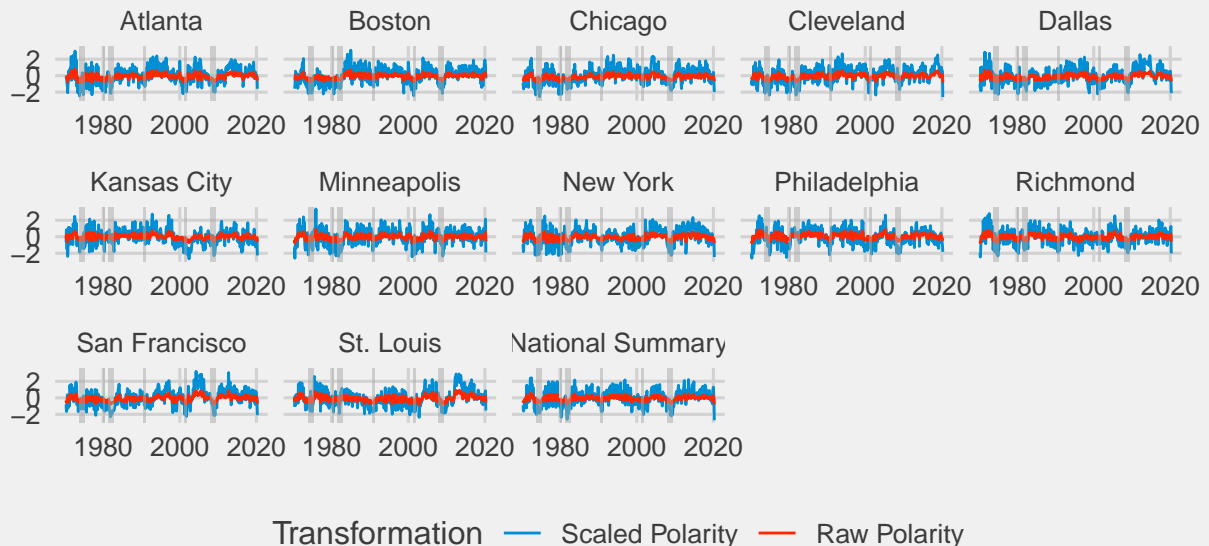 Atlanta Boston Chicago Cleveland Dallas
2
0
−2
1980 2000 2020 1980 2000 2020 1980 2000 2020 1980 2000 2020 1980 2000 2020
Kansas City Minneapolis New York Philadelphia Richmond
2
0
−2
1980 2000 2020 1980 2000 2020 1980 2000 2020 1980 2000 2020 1980 2000 2020
San Francisco St. Louis National Summary
2
0
−2
1980 2000 2020 1980 2000 2020 1980 2000 2020
Transformation Scaled Polarity Raw Polarity